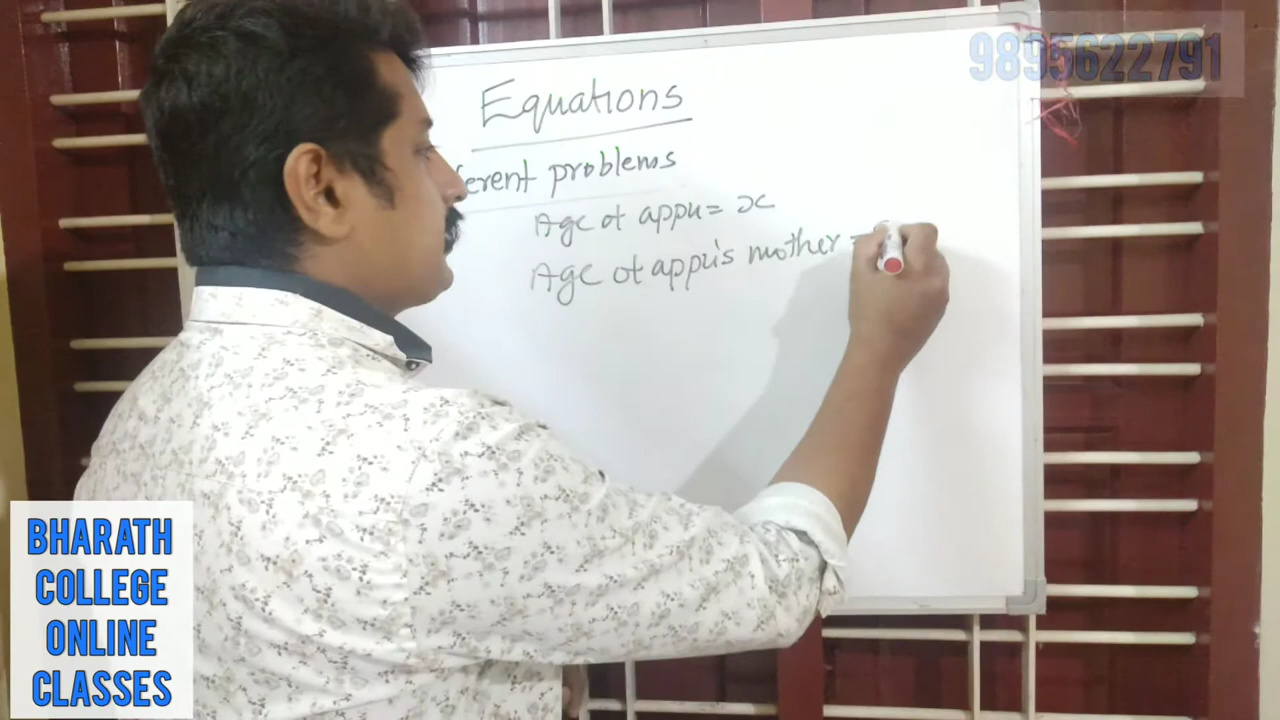 9895622791
Equations
erent problems
Age of appu = x
Age of appu's mother =
BHARATH
COLLEGE
ONLINE
CLASSES